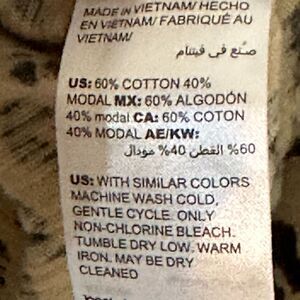 MADE IN VIETNAM/ HECHO
EN VIETNAM/ FABRIQUÉ AU
VIETNAM/
صنع في فيتنام
US: 60% COTTON 40%
MODAL MX: 60% ALGODÓN
40% modal CA: 60% COTON
40% MODAL AE/KW:
60% القطن 40% مودال
US: WITH SIMILAR COLORS
MACHINE WASH COLD,
GENTLE CYCLE. ONLY
NON-CHLORINE BLEACH.
TUMBLE DRY LOW. WARM
IRON. MAY BE DRY
CLEANED